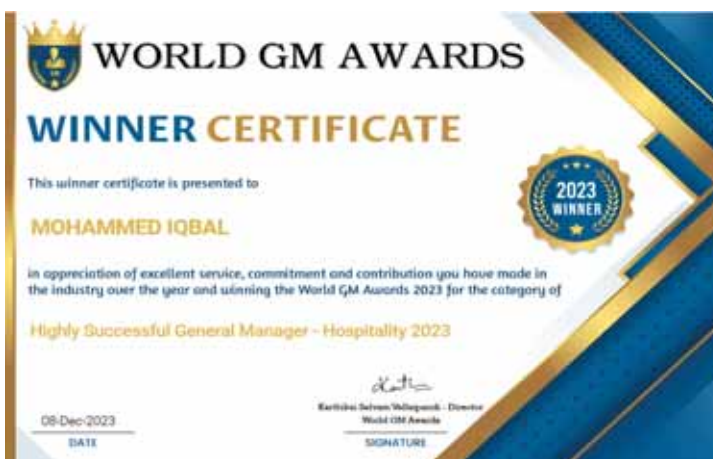 WORLD GM AWARDS
WINNER CERTIFICATE
This winner certificate is presented to
2023
WINNER
MOHAMMED IQBAL
in appreciation of excellent service, commitment and contribution you have made in
the industry over the year and winning the World GM Awards 2023 for the category of
Highly Successful General Manager - Hospitality 2023
Selvam - Director
08-Dec-2023
World GM Awards
DATE
SIGNATURE